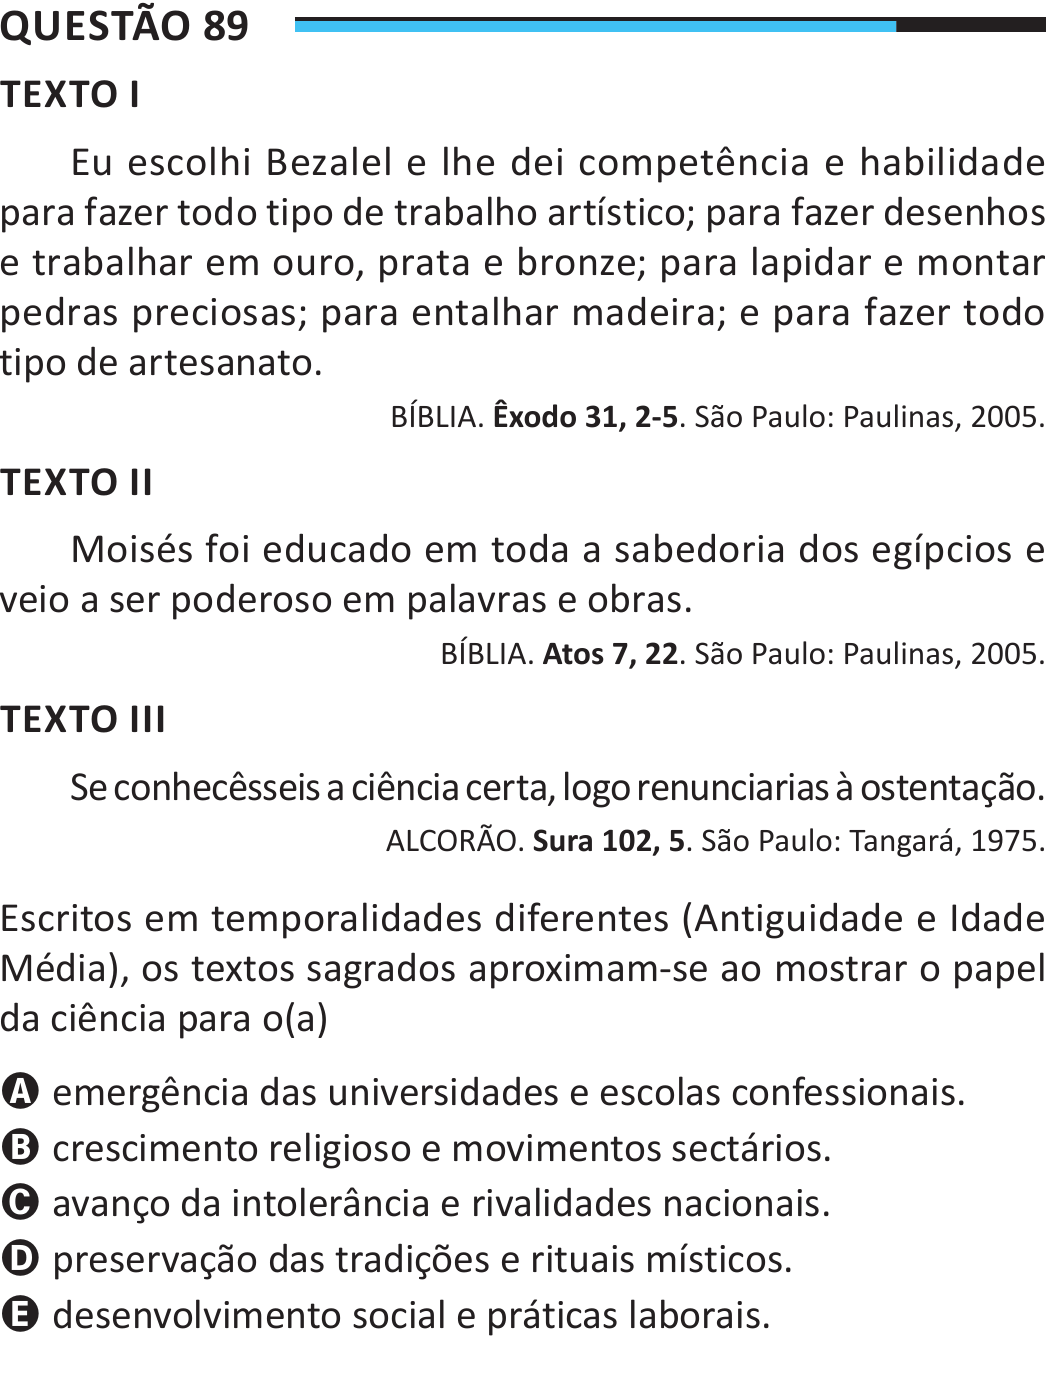 QUESTÃO 89
TEXTO I
Eu escolhi Bezalel e lhe dei competência e habilidade
para fazer todo tipo de trabalho artístico; para fazer desenhos
e trabalhar em ouro, prata e bronze; para lapidar e montar
pedras preciosas; para entalhar madeira; e para fazer todo
tipo de artesanato.
BÍBLIA. Êxodo 31, 2-5. São Paulo: Paulinas, 2005.
TEXTO II
Moisés foi educado em toda a sabedoria dos egípcios e
veio a ser poderoso em palavras e obras.
BÍBLIA. Atos 7, 22. São Paulo: Paulinas, 2005.
TEXTO III
Se conhecêsseis a ciência certa, logo renunciarias à ostentação.
ALCORÃO. Sura 102, 5. São Paulo: Tangará, 1975.
Escritos em temporalidades diferentes (Antiguidade e Idade
Média), os textos sagrados aproximam-se ao mostrar o papel
da ciência para o(a)
A emergência das universidades e escolas confessionais.
B crescimento religioso e movimentos sectários.
C avanço da intolerância e rivalidades nacionais.
D preservação das tradições e rituais místicos.
E desenvolvimento social e práticas laborais.